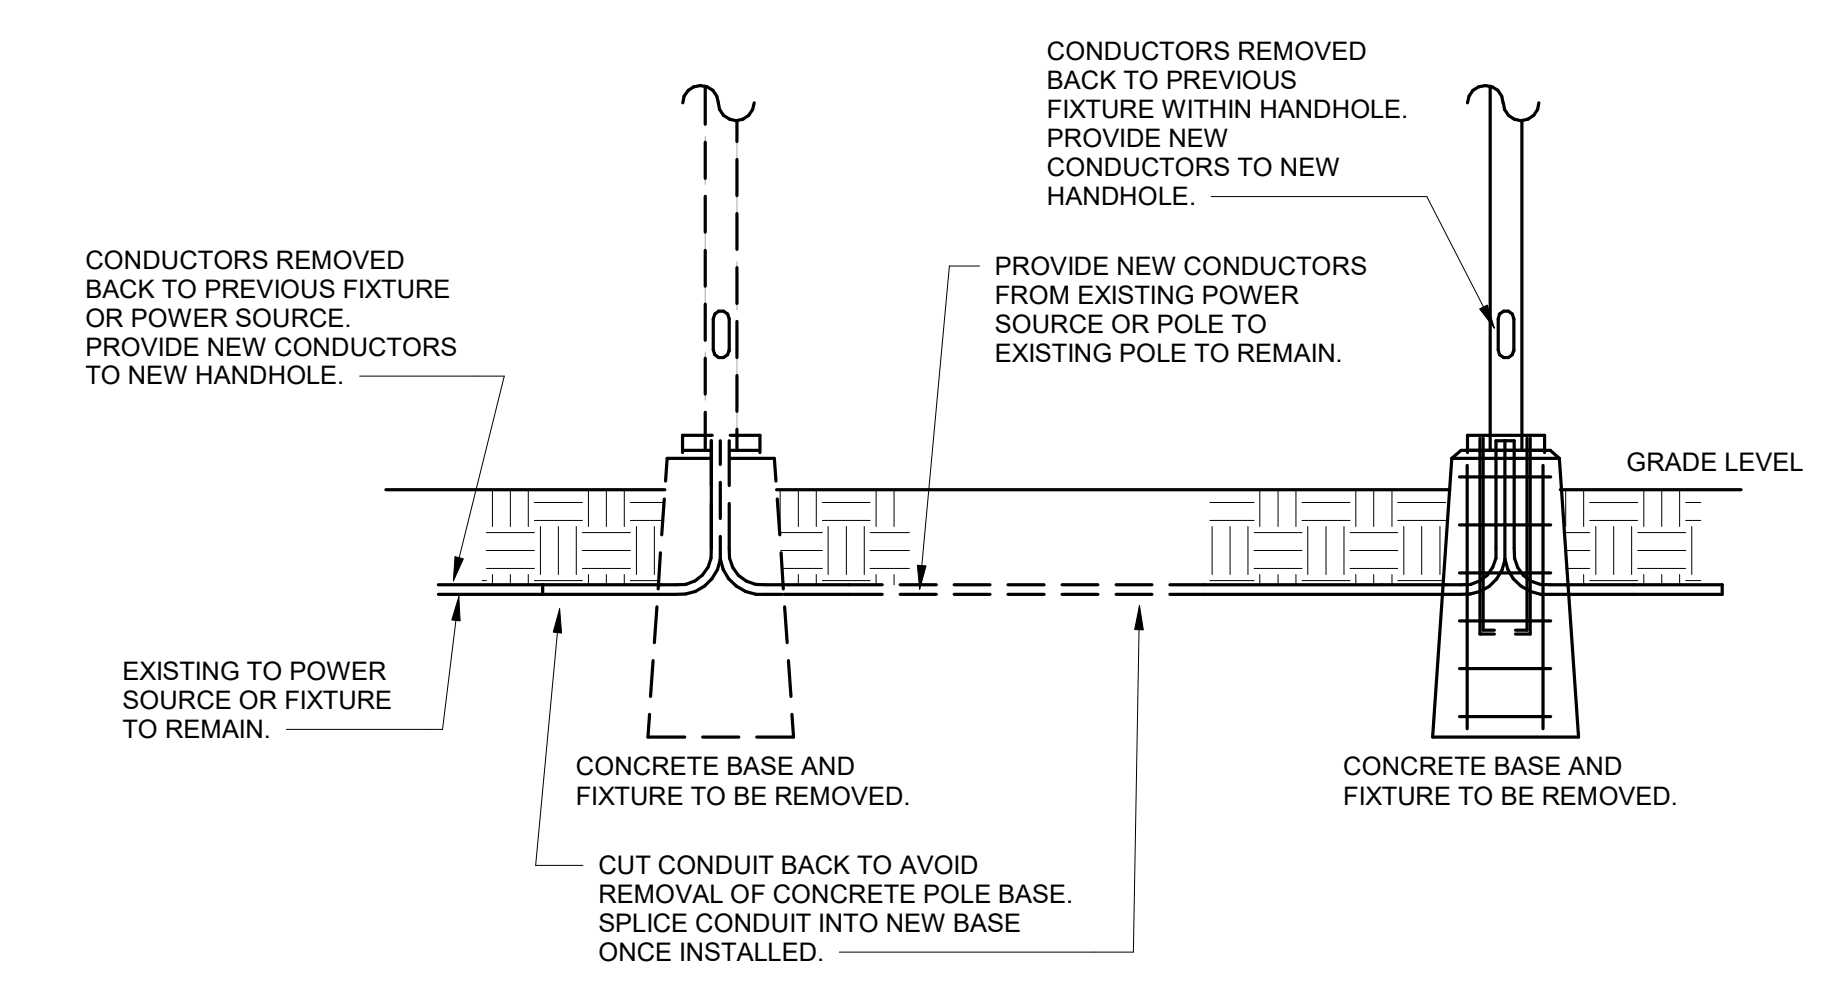 CONDUCTORS REMOVED
BACK TO PREVIOUS
FIXTURE WITHIN HANDHOLE.
PROVIDE NEW
CONDUCTORS TO NEW
HANDHOLE.
CONDUCTORS REMOVED
BACK TO PREVIOUS FIXTURE
OR POWER SOURCE.
PROVIDE NEW CONDUCTORS
TO NEW HANDHOLE.
PROVIDE NEW CONDUCTORS
FROM EXISTING POWER
SOURCE OR POLE TO
EXISTING POLE TO REMAIN.
GRADE LEVEL
EXISTING TO POWER
SOURCE OR FIXTURE
TO REMAIN.
CONCRETE BASE AND
FIXTURE TO BE REMOVED.
CONCRETE BASE AND
FIXTURE TO BE REMOVED.
CUT CONDUIT BACK TO AVOID
REMOVAL OF CONCRETE POLE BASE.
SPLICE CONDUIT INTO NEW BASE
ONCE INSTALLED.